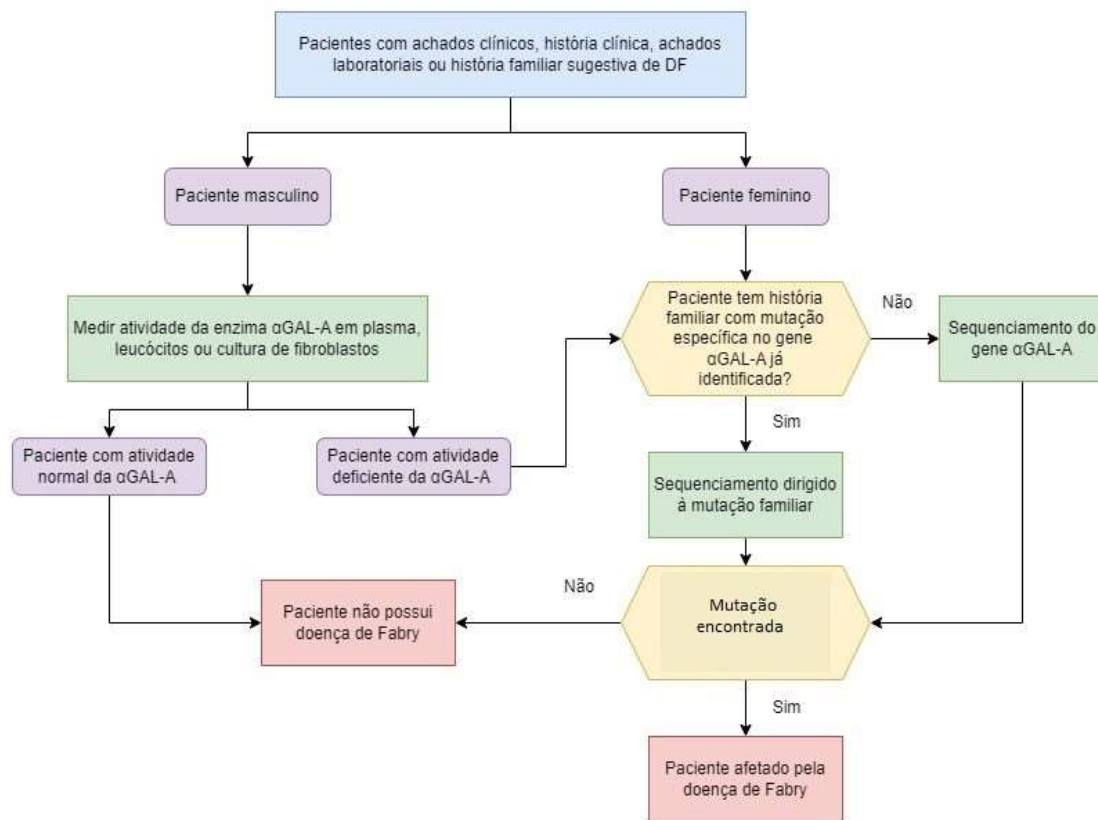 Pacientes com achados clínicos, história clínica, achados
laboratoriais ou história familiar sugestiva de DF
Paciente masculino
Paciente feminino
Medir atividade da enzima αGAL-A em plasma,
leucócitos ou cultura de fibroblastos
Paciente tem história
familiar com mutação
específica no gene
αGAL-A já
identificada?
Não
Sequenciamento do
gene αGAL-A
Sim
Paciente com atividade
normal da αGAL-A
Paciente com atividade
deficiente da αGAL-A
Sequenciamento dirigido
à mutação familiar
Não
Paciente não possui
doença de Fabry
Mutação
encontrada
Sim
Paciente afetado pela
doença de Fabry